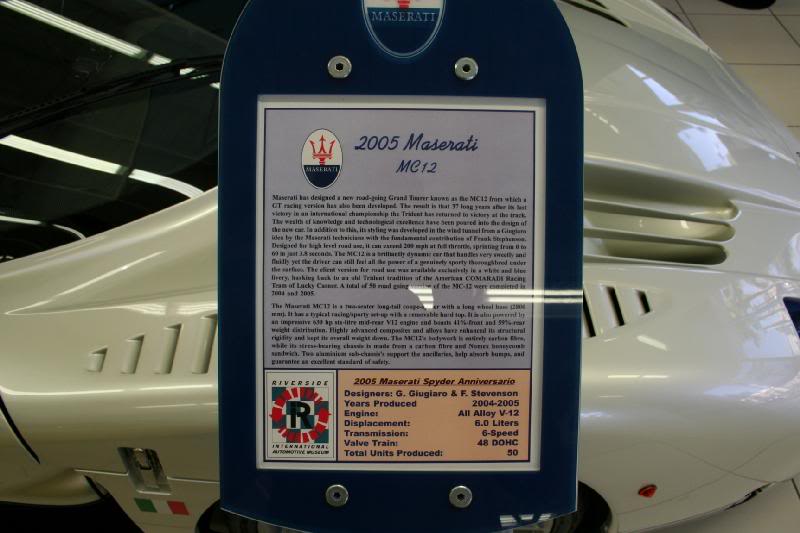 MASERATI
2005 Maserati
MC12
MASERATI
Maserati has designed a new road-going Grand Tourer known as the MC12 from which a
GT racing version has also been developed. The result is that 37 long years after its last
victory in an international championship the Trident has returned to victory at the track.
The wealth of knowledge and technological excellence have been poured into the design of
the new car. In addition to this, its styling was developed in the wind tunnel from a Giugiaro
idea by the Maserati technicians with the fundamental contribution of Frank Stephenson.
Designed for high level road use, it can exceed 200 mph at full throttle, sprinting from 0 to
60 in just 3.8 seconds. The MC12 is a brilliantly dynamic car that handles very sweetly and
fluidly yet the driver can still feel all the power of a genuinely sporty thoroughbred under
the surface. The client version for road use was available exclusively in a white and blue
livery, harking back to an old Trident tradition of the American COMARADI Racing
Team of Lucky Casner. A total of 50 road going version of the MC-12 were completed in
2004 and 2005.
The Maserati MC12 is a two-seater long-tail coupe with a long wheel base (2800
mm). It has a typical racing/sporty set-up with a removable hard top. It is also powered by
an impressive 630 hp six-litre mid-rear V12 engine and boasts 41%-front and 59%-rear
weight distribution. Highly advanced composites and alloys have enhanced its structural
rigidity and kept its overall weight down. The MC12's bodywork is entirely carbon fibre,
while its stress-bearing chassis is made from a carbon fibre and Nomex honeycomb
sandwich. Two aluminium sub-chassis's support the ancillaries, help absorb bumps, and
guarantee an excellent standard of safety.
RIVERSIDE
R
INTERNATIONAL
AUTOMOTIVE MUSEUM
2005 Maserati Spyder Anniversario
Designers: G. Giugiaro & F. Stevenson
Years Produced 2004-2005
Engine: All Alloy V-12
Displacement: 6.0 Liters
Transmission: 6-Speed
Valve Train: 48 DOHC
Total Units Produced: 50